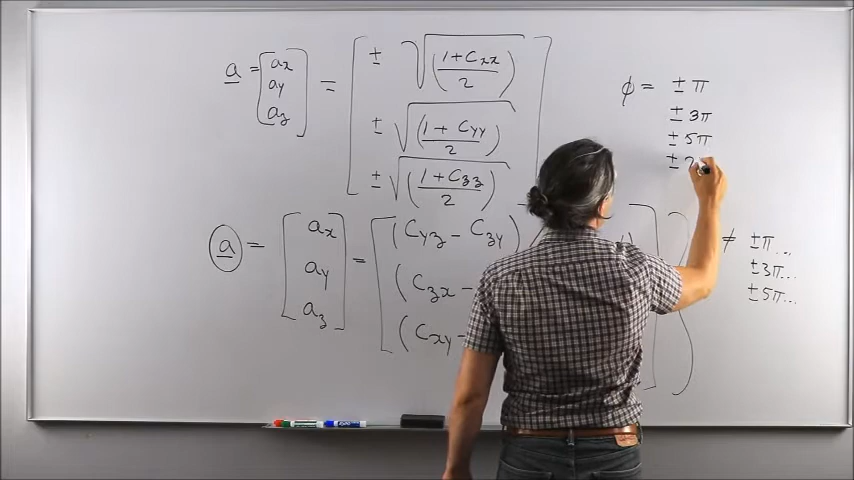 a = [ax ay az] = [± √((1+Cxx)/2)
± √((1+Cyy)/2)
± √((1+Czz)/2)]
φ = ±π
±3π
±5π
±
a = [ax ay az] = [(Cyz - Czy)
(Czx -
(Cxy -
≠ ±π...
±3π...
±5π...